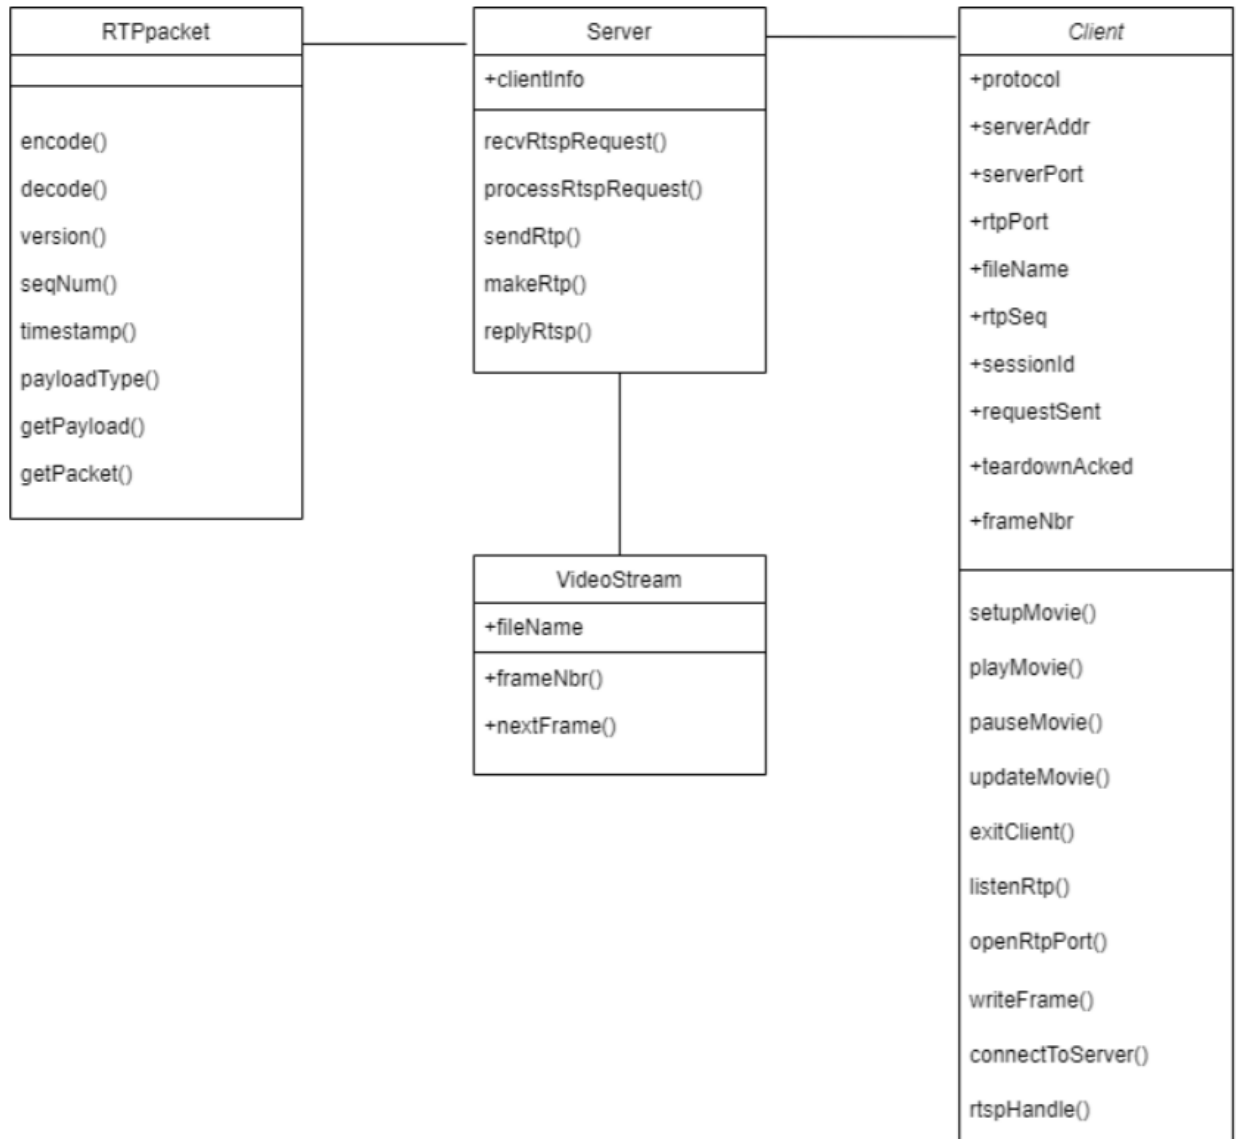 RTPpacket
encode()
decode()
version()
seqNum()
timestamp()
payloadType()
getPayload()
getPacket()
Server
+clientInfo
recvRtspRequest()
processRtspRequest()
sendRtp()
makeRtp()
replyRtsp()
VideoStream
+fileName
+frameNbr()
+nextFrame()
Client
+protocol
+serverAddr
+serverPort
+rtpPort
+fileName
+rtpSeq
+sessionId
+requestSent
+teardownAcked
+frameNbr
setupMovie()
playMovie()
pauseMovie()
updateMovie()
exitClient()
listenRtp()
openRtpPort()
writeFrame()
connectToServer()
rtspHandle()